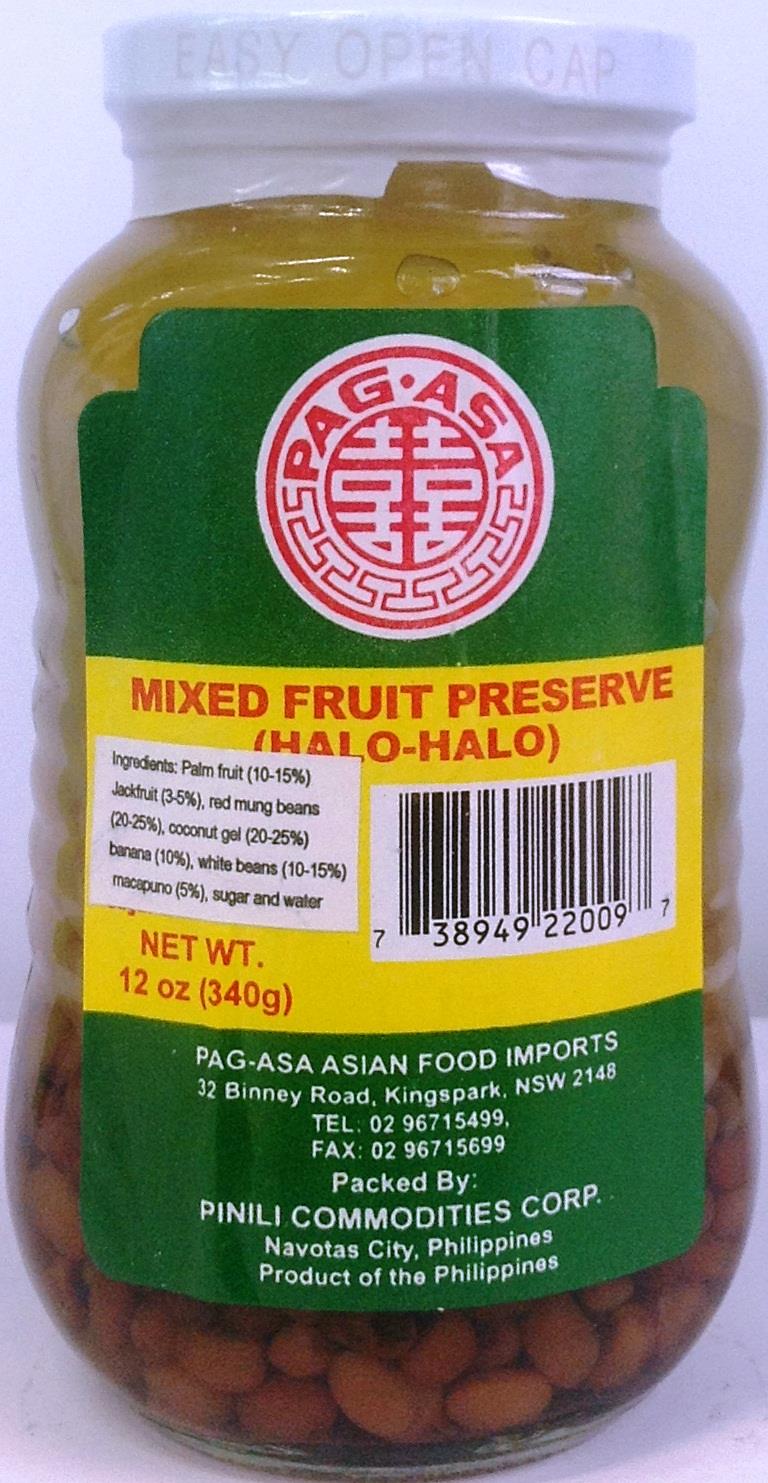 EASY OPEN CAP
PAG·ASA
囍
MIXED FRUIT PRESERVE
(HALO-HALO)
Ingredients: Palm fruit (10-15%)
Jackfruit (3-5%), red mung beans
(20-25%), coconut gel (20-25%)
banana (10%), white beans (10-15%)
macapuno (5%), sugar and water
7 38949 22009 7
NET WT.
12 oz (340g)
PAG-ASA ASIAN FOOD IMPORTS
32 Binney Road, Kingspark, NSW 2148
TEL: 02 96715499,
FAX: 02 96715699
Packed By:
PINILI COMMODITIES CORP.
Navotas City, Philippines
Product of the Philippines